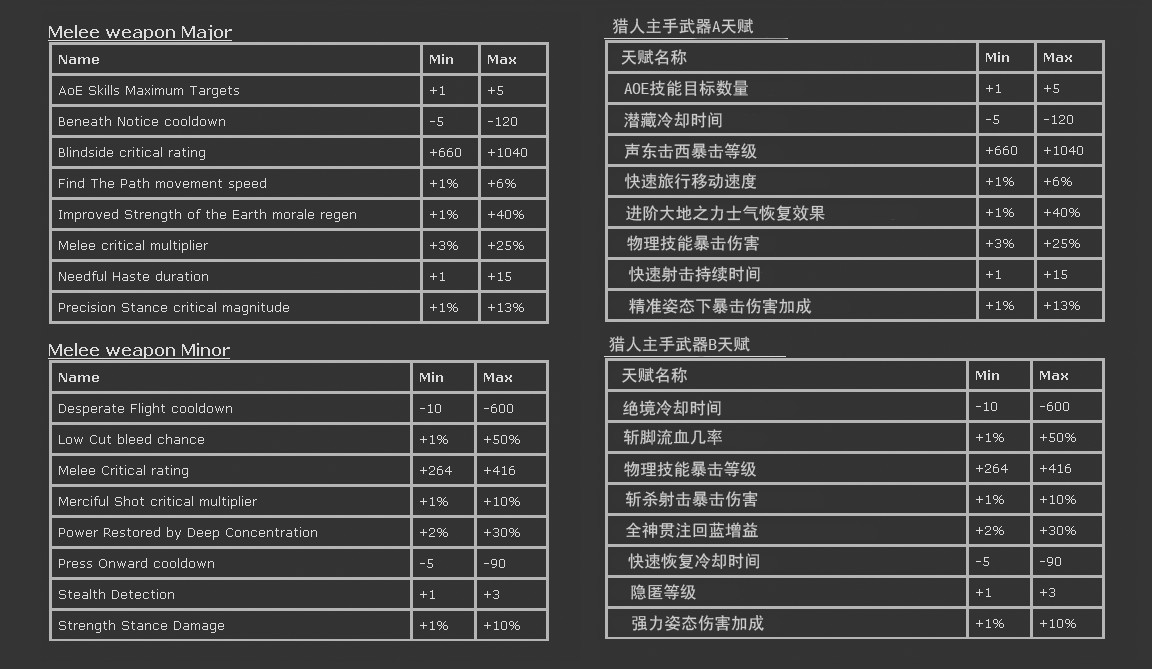 Melee weapon Major
Name Min Max
AoE Skills Maximum Targets +1 +5
Beneath Notice cooldown -5 -120
Blindside critical rating +660 +1040
Find The Path movement speed +1% +6%
Improved Strength of the Earth morale regen +1% +40%
Melee critical multiplier +3% +25%
Needful Haste duration +1 +15
Precision Stance critical magnitude +1% +13%
Melee weapon Minor
Name Min Max
Desperate Flight cooldown -10 -600
Low Cut bleed chance +1% +50%
Melee Critical rating +264 +416
Merciful Shot critical multiplier +1% +10%
Power Restored by Deep Concentration +2% +30%
Press Onward cooldown -5 -90
Stealth Detection +1 +3
Strength Stance Damage +1% +10%
猎人主手武器A天赋
天赋名称 Min Max
AOE技能目标数量 +1 +5
潜藏冷却时间 -5 -120
声东击西暴击等级 +660 +1040
快速旅行移动速度 +1% +6%
进阶大地之力士气恢复效果 +1% +40%
物理技能暴击伤害 +3% +25%
快速射击持续时间 +1 +15
精准姿态下暴击伤害加成 +1% +13%
猎人主手武器B天赋
天赋名称 Min Max
绝境冷却时间 -10 -600
斩脚流血几率 +1% +50%
物理技能暴击等级 +264 +416
斩杀射击暴击伤害 +1% +10%
全神贯注回蓝增益 +2% +30%
快速恢复冷却时间 -5 -90
隐匿等级 +1 +3
强力姿态伤害加成 +1% +10%